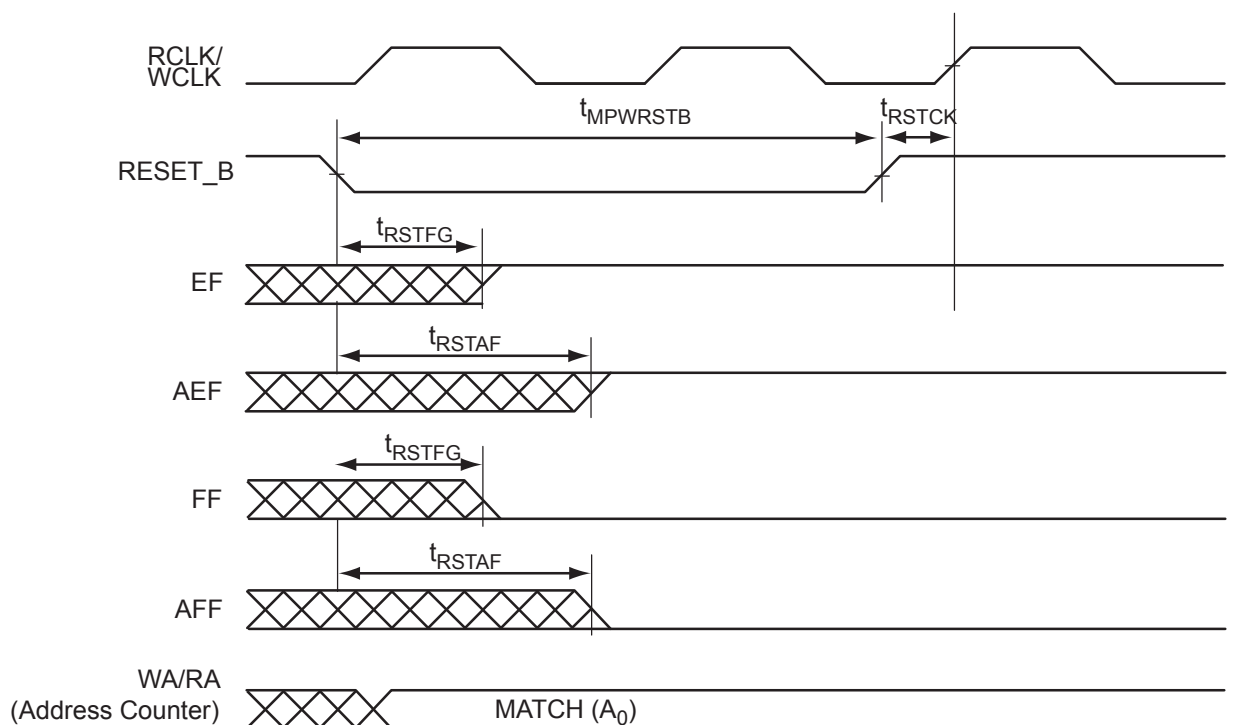 RCLK/
WCLK
tMPWRSTB
tRSTCK
RESET_B
tRSTFG
EF
tRSTAF
AEF
tRSTFG
FF
tRSTAF
AFF
WA/RA
(Address Counter)
MATCH (A0)